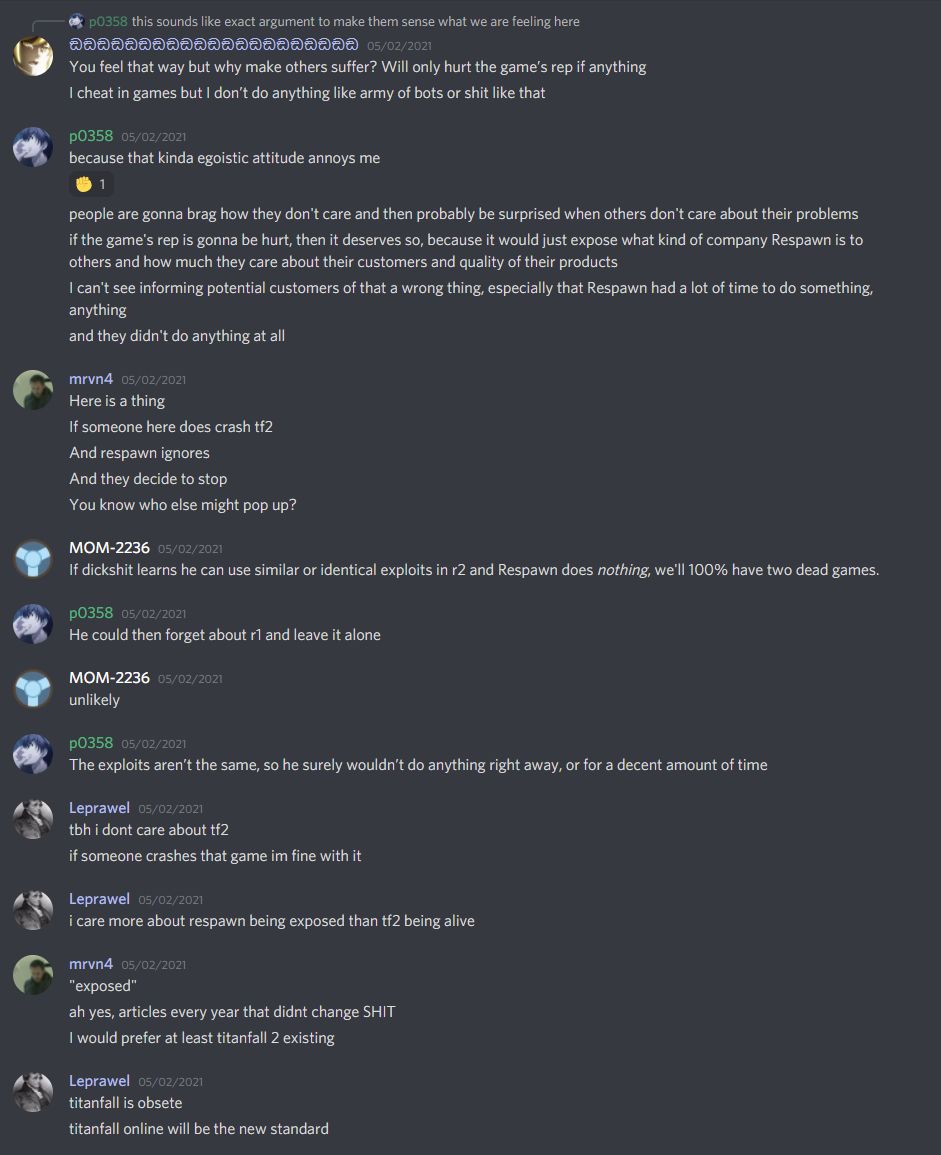 p0358 this sounds like exact argument to make them sense what we are feeling here
05/02/2021
You feel that way but why make others suffer? Will only hurt the game's rep if anything
I cheat in games but I don't do anything like army of bots or shit like that
p0358 05/02/2021
because that kinda egoistic attitude annoys me
✊ 1
people are gonna brag how they don't care and then probably be surprised when others don't care about their problems
if the game's rep is gonna be hurt, then it deserves so, because it would just expose what kind of company Respawn is to
others and how much they care about their customers and quality of their products
I can't see informing potential customers of that a wrong thing, especially that Respawn had a lot of time to do something,
anything
and they didn't do anything at all
mrvn4 05/02/2021
Here is a thing
If someone here does crash tf2
And respawn ignores
And they decide to stop
You know who else might pop up?
MOM-2236 05/02/2021
If dickshit learns he can use similar or identical exploits in r2 and Respawn does nothing, we'll 100% have two dead games.
p0358 05/02/2021
He could then forget about r1 and leave it alone
MOM-2236 05/02/2021
unlikely
p0358 05/02/2021
The exploits aren't the same, so he surely wouldn't do anything right away, or for a decent amount of time
Leprawel 05/02/2021
tbh i dont care about tf2
if someone crashes that game im fine with it
Leprawel 05/02/2021
i care more about respawn being exposed than tf2 being alive
mrvn4 05/02/2021
"exposed"
ah yes, articles every year that didnt change SHIT
I would prefer at least titanfall 2 existing
Leprawel 05/02/2021
titanfall is obsete
titanfall online will be the new standard